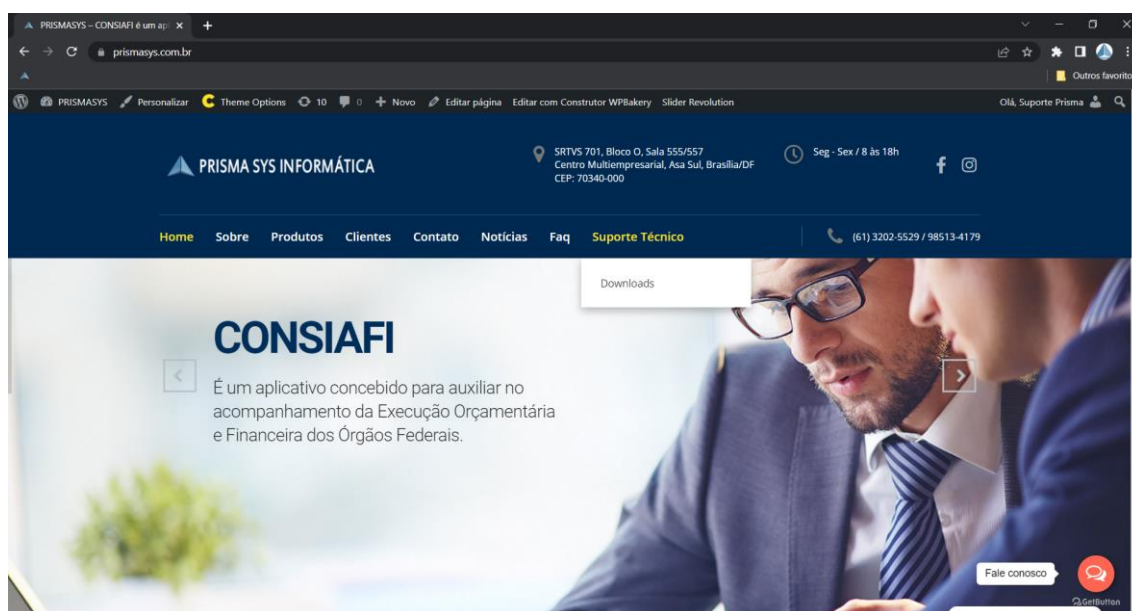 PRISMASYS – CONSIAFI é um ap
prismasys.com.br
Outros favorito
PRISMASYS Personalizar Theme Options 10 0 + Novo Editar página Editar com Construtor WPBakery Slider Revolution Olá, Suporte Prisma
PRISMA SYS INFORMÁTICA
SRTVS 701, Bloco O, Sala 555/557
Centro Multiempresarial, Asa Sul, Brasília/DF
CEP: 70340-000
Seg - Sex / 8 às 18h
Home Sobre Produtos Clientes Contato Notícias Faq Suporte Técnico (61) 3202-5529 / 98513-4179
Downloads
CONSIAFI
É um aplicativo concebido para auxiliar no
acompanhamento da Execução Orçamentária
e Financeira dos Órgãos Federais.
Fale conosco
GetButton